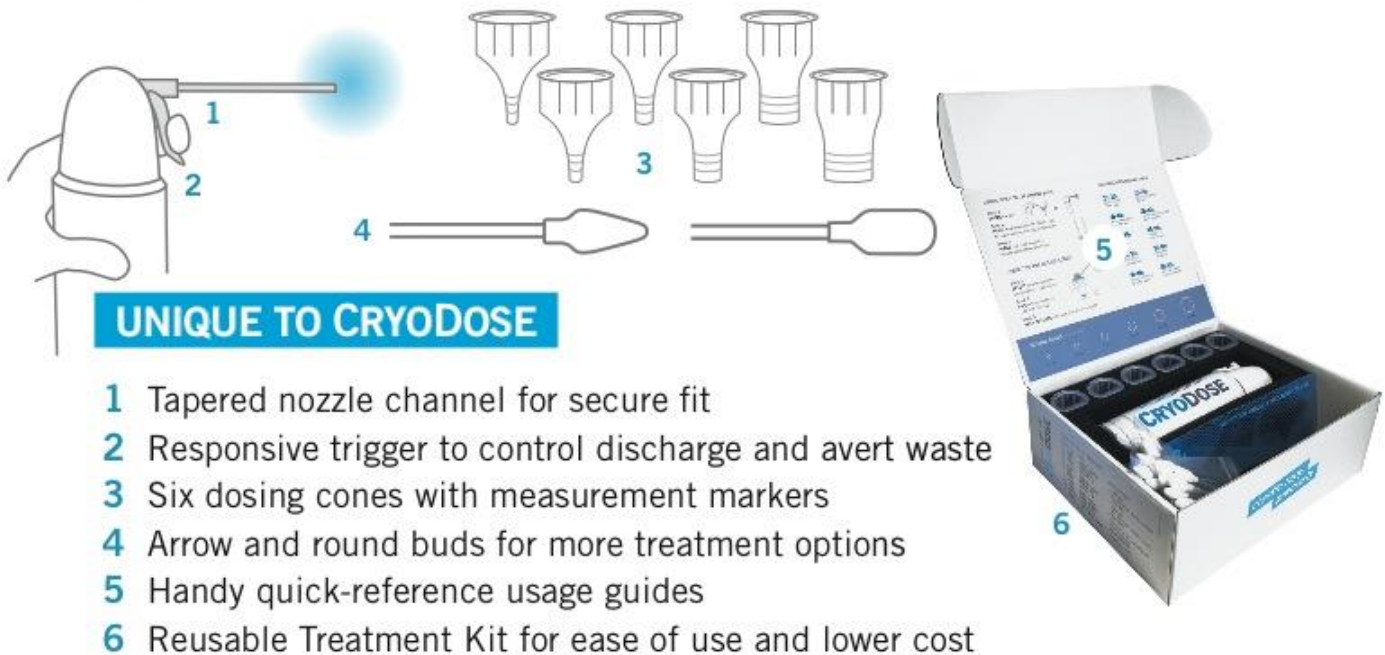 1
2
3
4
5
6
UNIQUE TO CRYODOSE
1 Tapered nozzle channel for secure fit
2 Responsive trigger to control discharge and avert waste
3 Six dosing cones with measurement markers
4 Arrow and round buds for more treatment options
5 Handy quick-reference usage guides
6 Reusable Treatment Kit for ease of use and lower cost
CRYODOSE